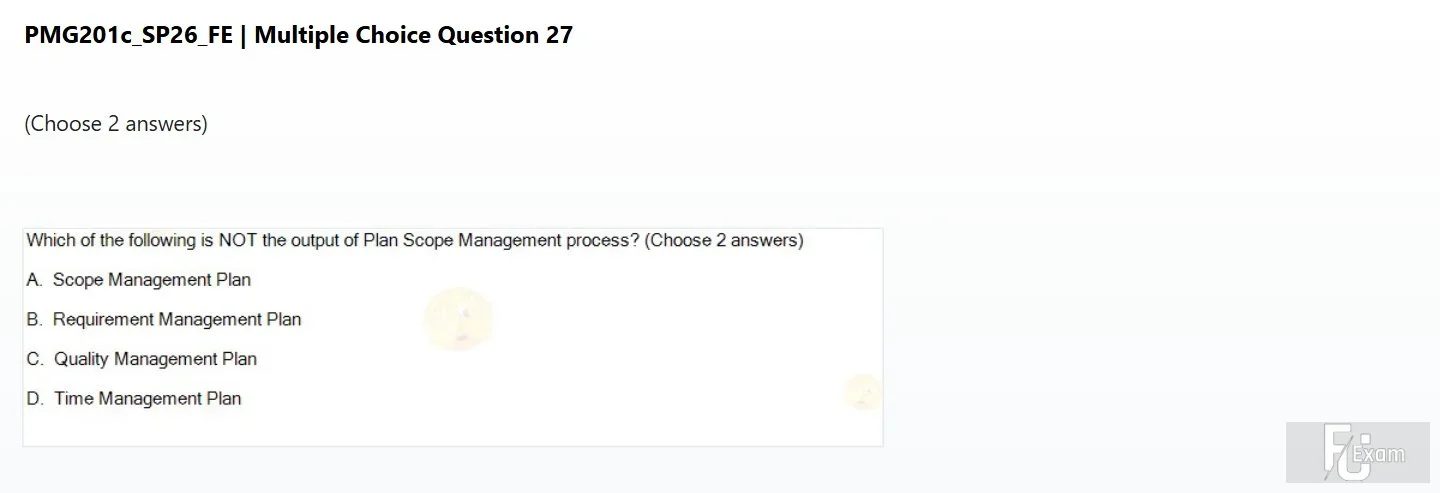 PMG201c_SP26_FE | Multiple Choice Question 27
(Choose 2 answers)
Which of the following is NOT the output of Plan Scope Management process? (Choose 2 answers)
A. Scope Management Plan
B. Requirement Management Plan
C. Quality Management Plan
D. Time Management Plan
FU Exam